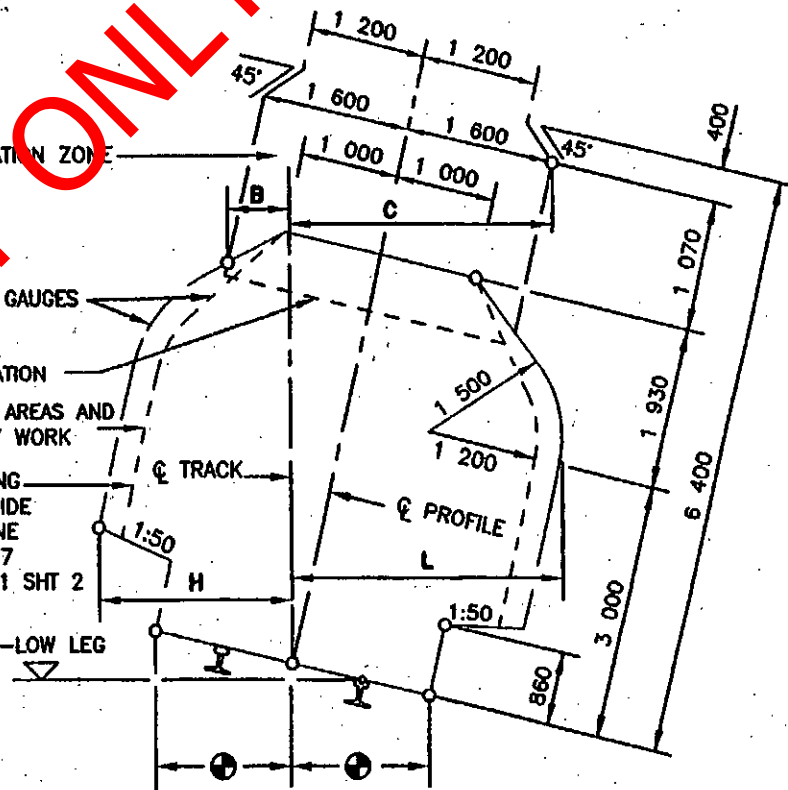 ONLY
1 200
1 200
45°
1 600
1 600
45°
400
ATION ZONE
1 000
1 000
B
C
1 070
GAUGES
ATION
1 500
1 930
AREAS AND
WORK
1 200
6 400
℄ TRACK
NG
IDE
℄ PROFILE
NE
1:50
7
1 SHT 2
H
L
1:50
3 000
-LOW LEG
860